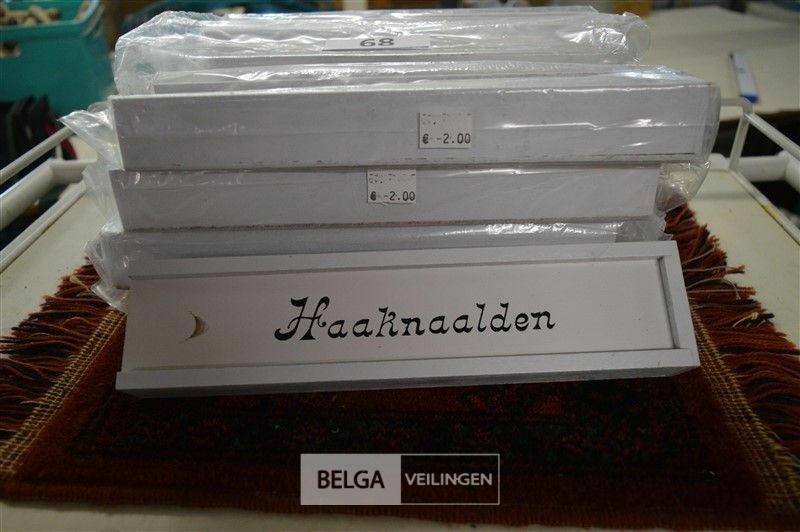 68
€ -2.00
€ -2.00
Haaknaalden
BELGA VEILINGEN